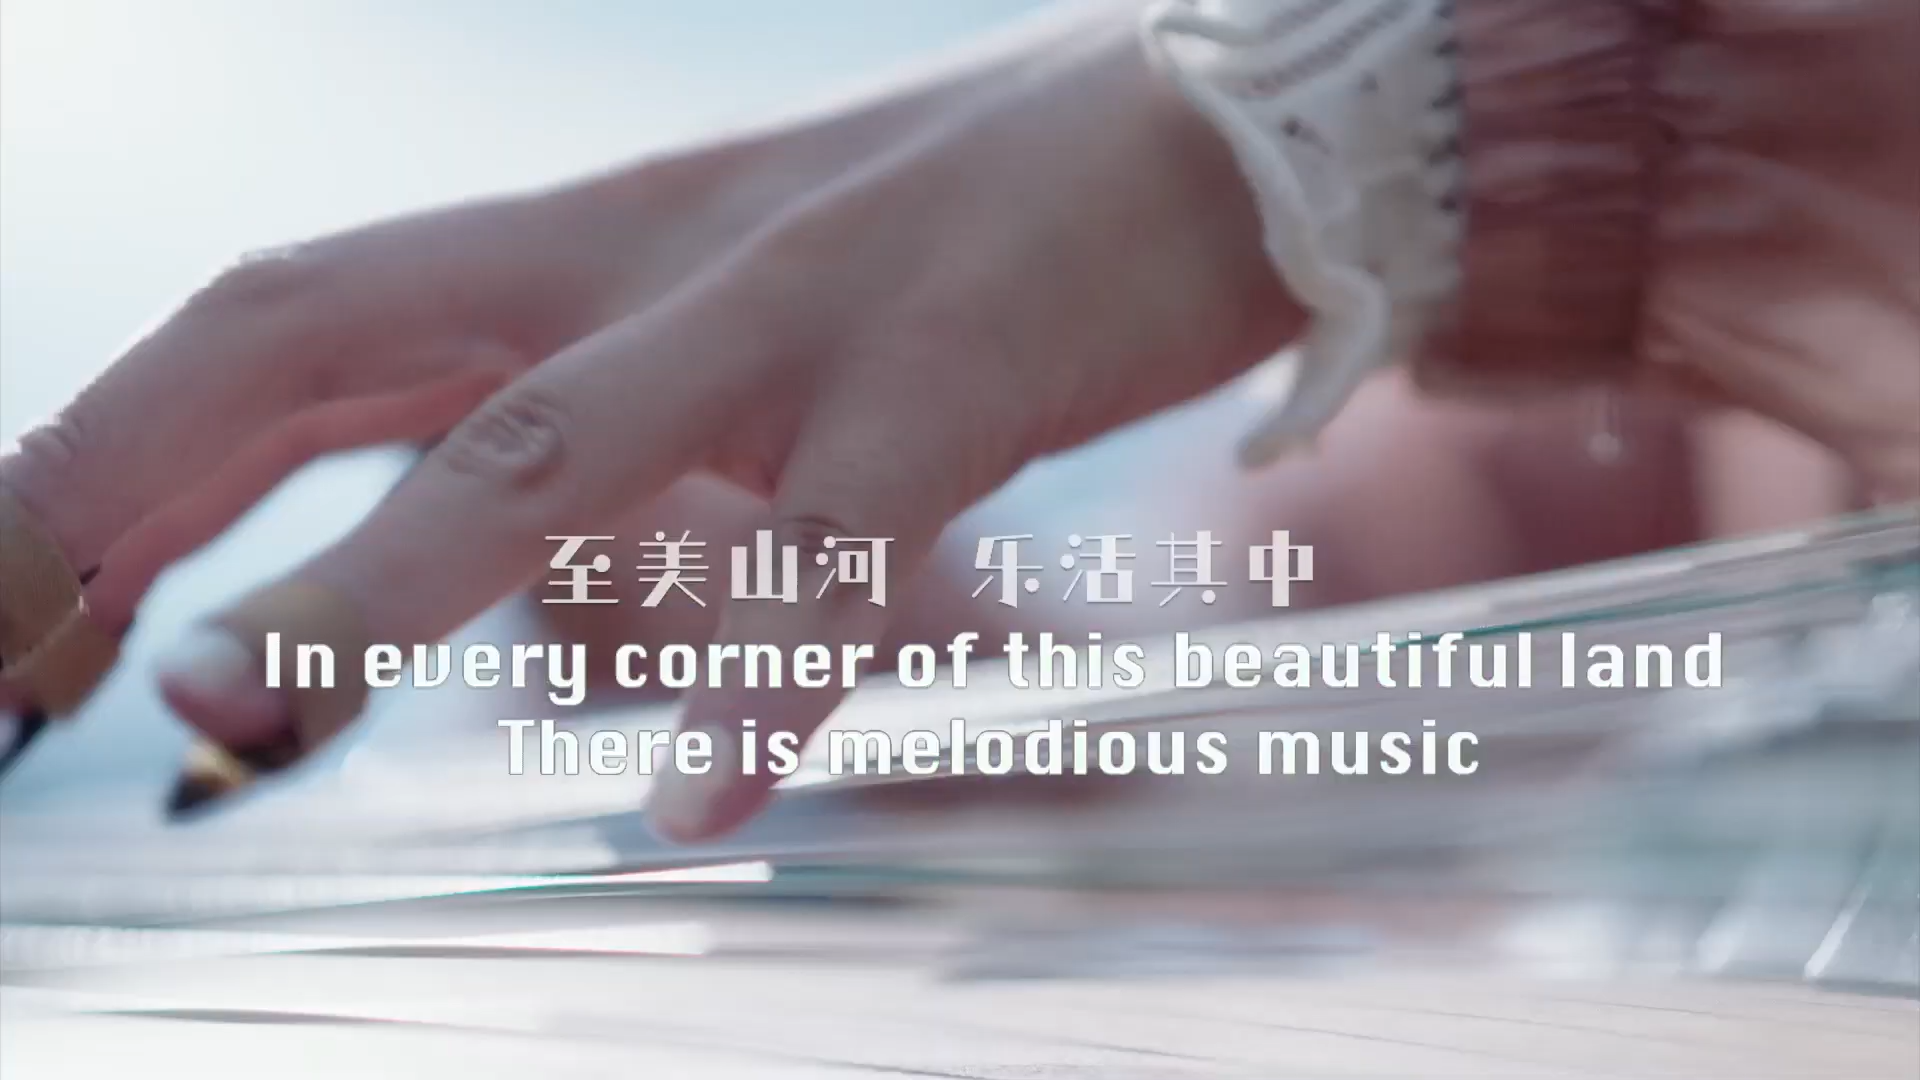 至美山河 乐活其中
In every corner of this beautiful land
There is melodious music